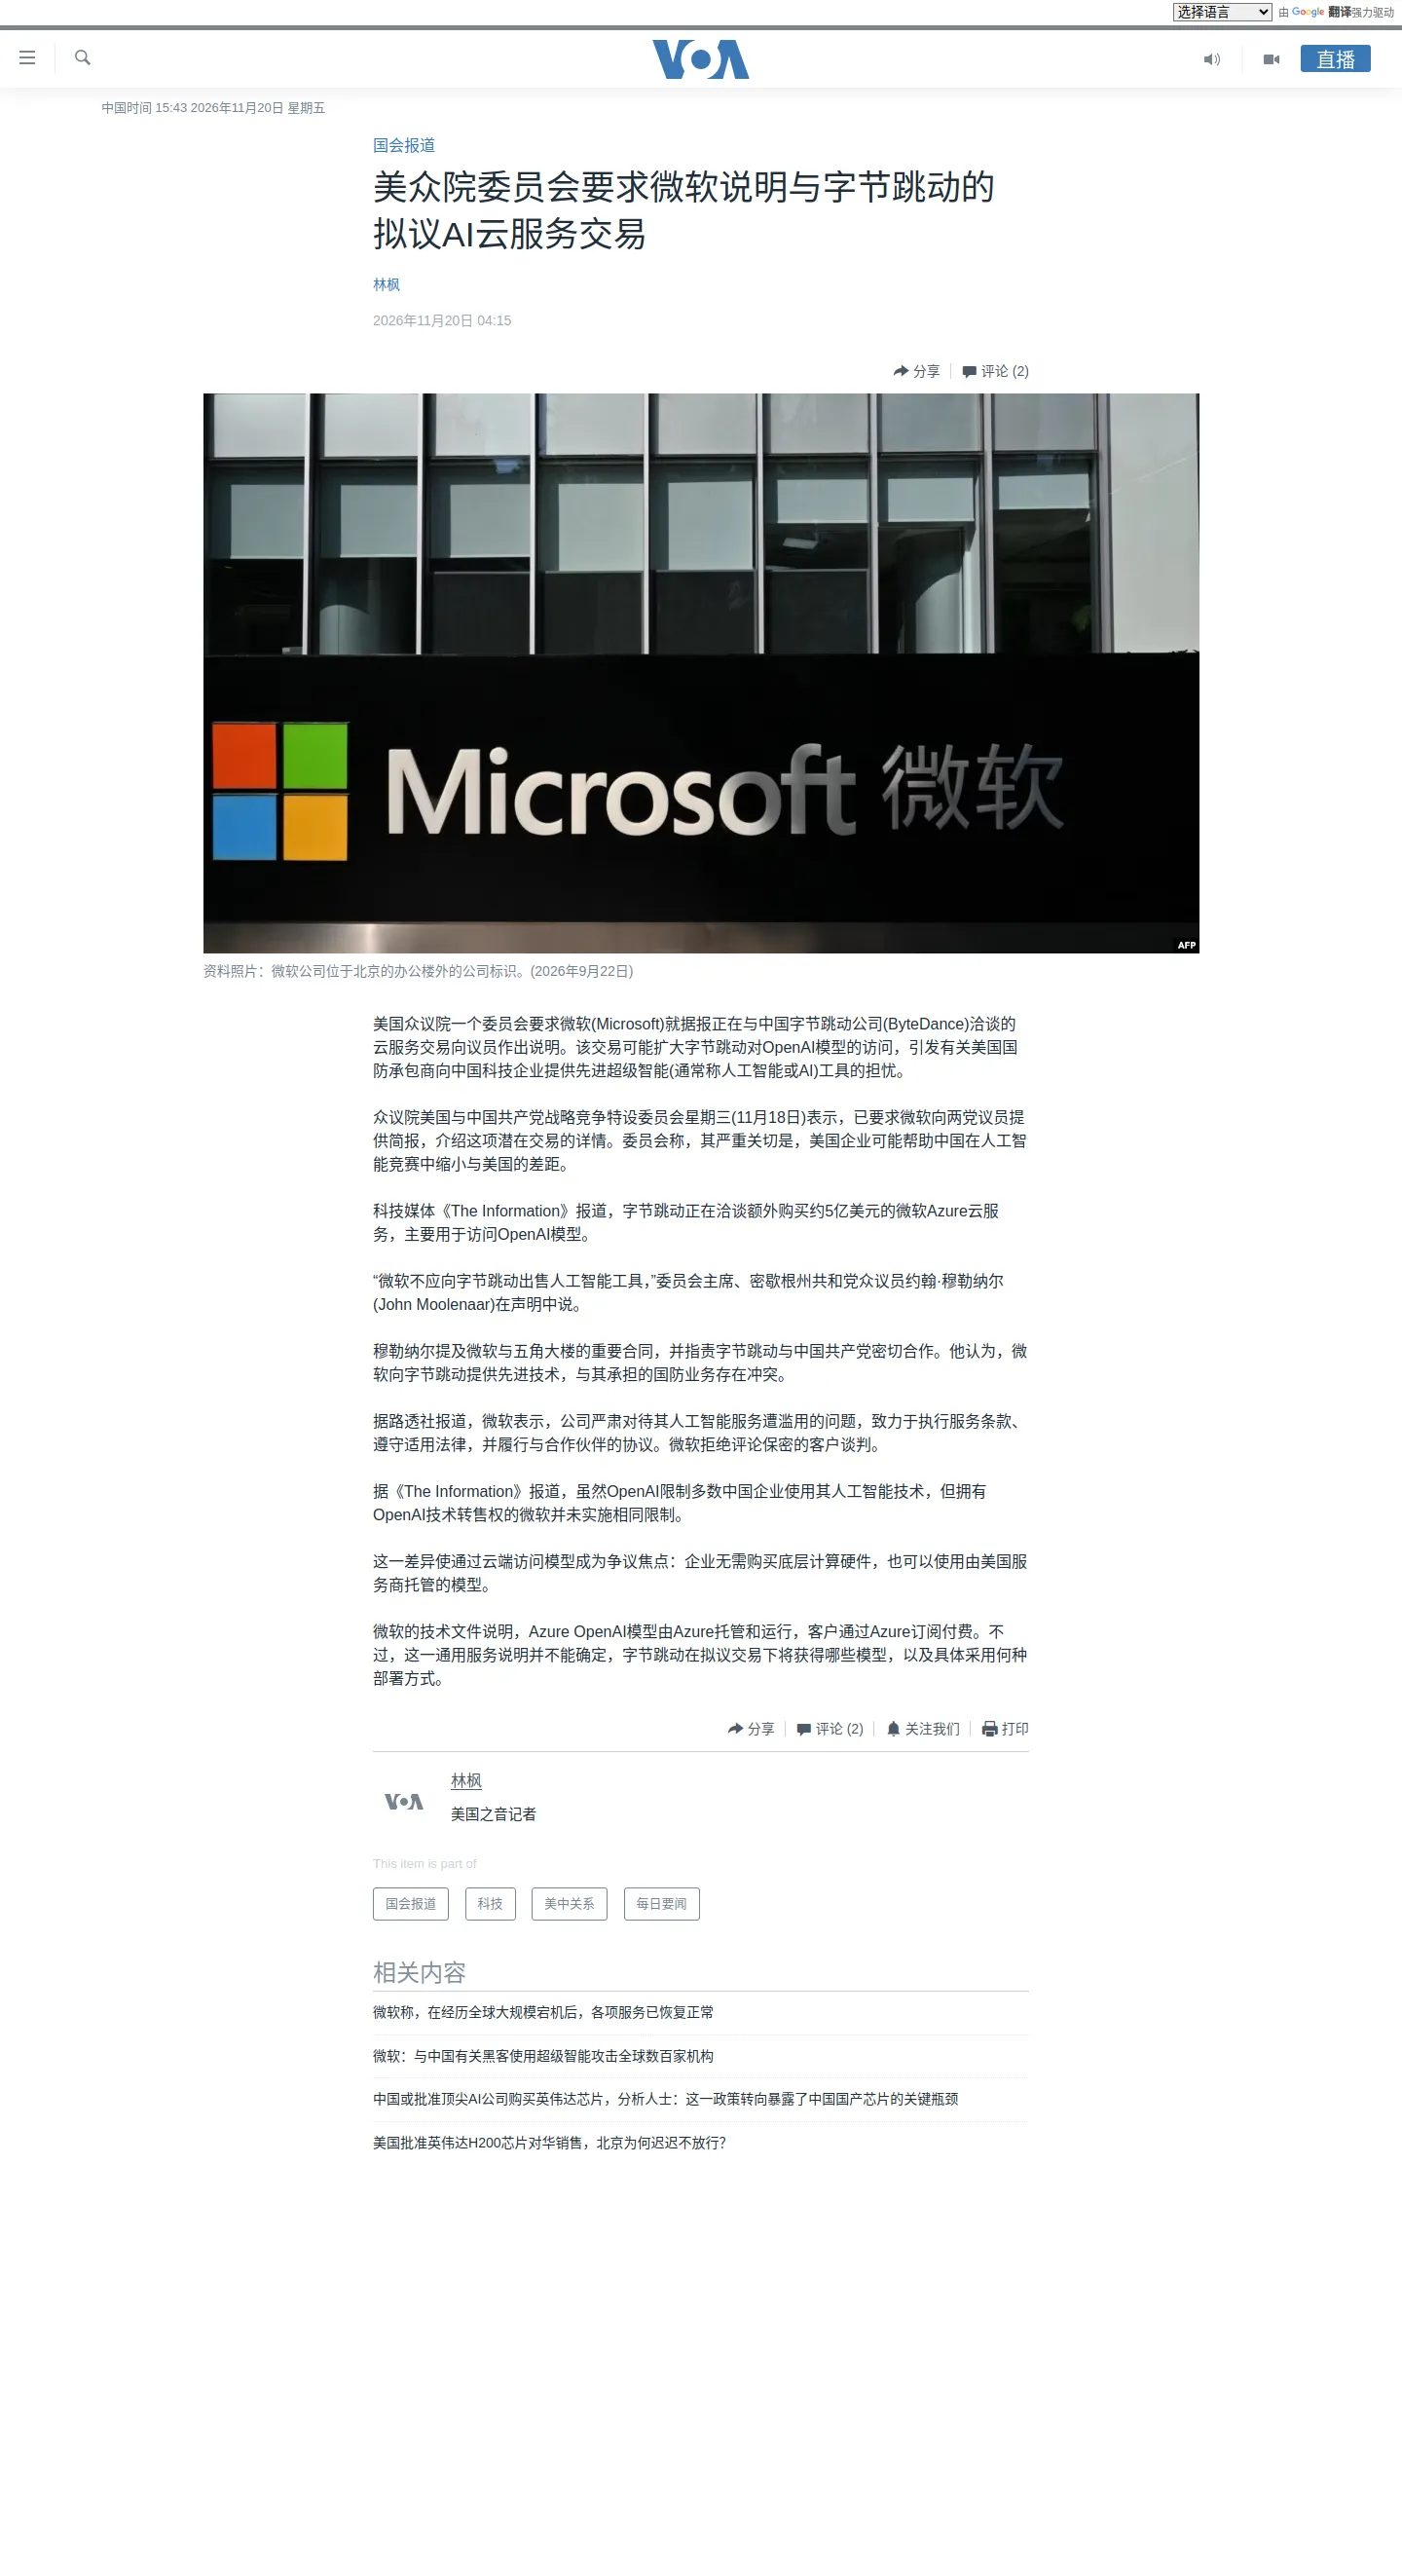 选择语言 由 Google 翻译强力驱动
VOA
直播
中国时间 15:43 2026年11月20日 星期五
国会报道
美众院委员会要求微软说明与字节跳动的
拟议AI云服务交易
林枫
2026年11月20日 04:15
分享 评论 (2)
Microsoft 微软
AFP
资料照片：微软公司位于北京的办公楼外的公司标识。(2026年9月22日)
美国众议院一个委员会要求微软(Microsoft)就据报正在与中国字节跳动公司(ByteDance)洽谈的
云服务交易向议员作出说明。该交易可能扩大字节跳动对OpenAI模型的访问，引发有关美国国
防承包商向中国科技企业提供先进超级智能(通常称人工智能或AI)工具的担忧。
众议院美国与中国共产党战略竞争特设委员会星期三(11月18日)表示，已要求微软向两党议员提
供简报，介绍这项潜在交易的详情。委员会称，其严重关切是，美国企业可能帮助中国在人工智
能竞赛中缩小与美国的差距。
科技媒体《The Information》报道，字节跳动正在洽谈额外购买约5亿美元的微软Azure云服
务，主要用于访问OpenAI模型。
“微软不应向字节跳动出售人工智能工具，”委员会主席、密歇根州共和党众议员约翰·穆勒纳尔
(John Moolenaar)在声明中说。
穆勒纳尔提及微软与五角大楼的重要合同，并指责字节跳动与中国共产党密切合作。他认为，微
软向字节跳动提供先进技术，与其承担的国防业务存在冲突。
据路透社报道，微软表示，公司严肃对待其人工智能服务遭滥用的问题，致力于执行服务条款、
遵守适用法律，并履行与合作伙伴的协议。微软拒绝评论保密的客户谈判。
据《The Information》报道，虽然OpenAI限制多数中国企业使用其人工智能技术，但拥有
OpenAI技术转售权的微软并未实施相同限制。
这一差异使通过云端访问模型成为争议焦点：企业无需购买底层计算硬件，也可以使用由美国服
务商托管的模型。
微软的技术文件说明，Azure OpenAI模型由Azure托管和运行，客户通过Azure订阅付费。不
过，这一通用服务说明并不能确定，字节跳动在拟议交易下将获得哪些模型，以及具体采用何种
部署方式。
分享 评论 (2) 关注我们 打印
VOA
林枫
美国之音记者
This item is part of
国会报道 科技 美中关系 每日要闻
相关内容
微软称，在经历全球大规模宕机后，各项服务已恢复正常
微软：与中国有关黑客使用超级智能攻击全球数百家机构
中国或批准顶尖AI公司购买英伟达芯片，分析人士：这一政策转向暴露了中国国产芯片的关键瓶颈
美国批准英伟达H200芯片对华销售，北京为何迟迟不放行？